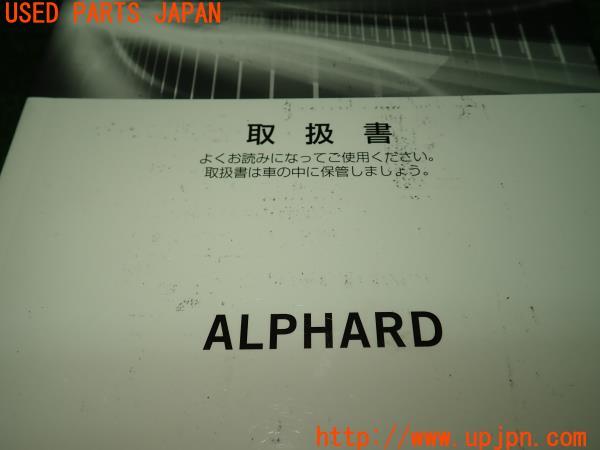 USED PARTS JAPAN
取扱書
よくお読みになってご使用ください。
取扱書は車の中に保管しましょう。
ALPHARD
http://www.upjpn.com